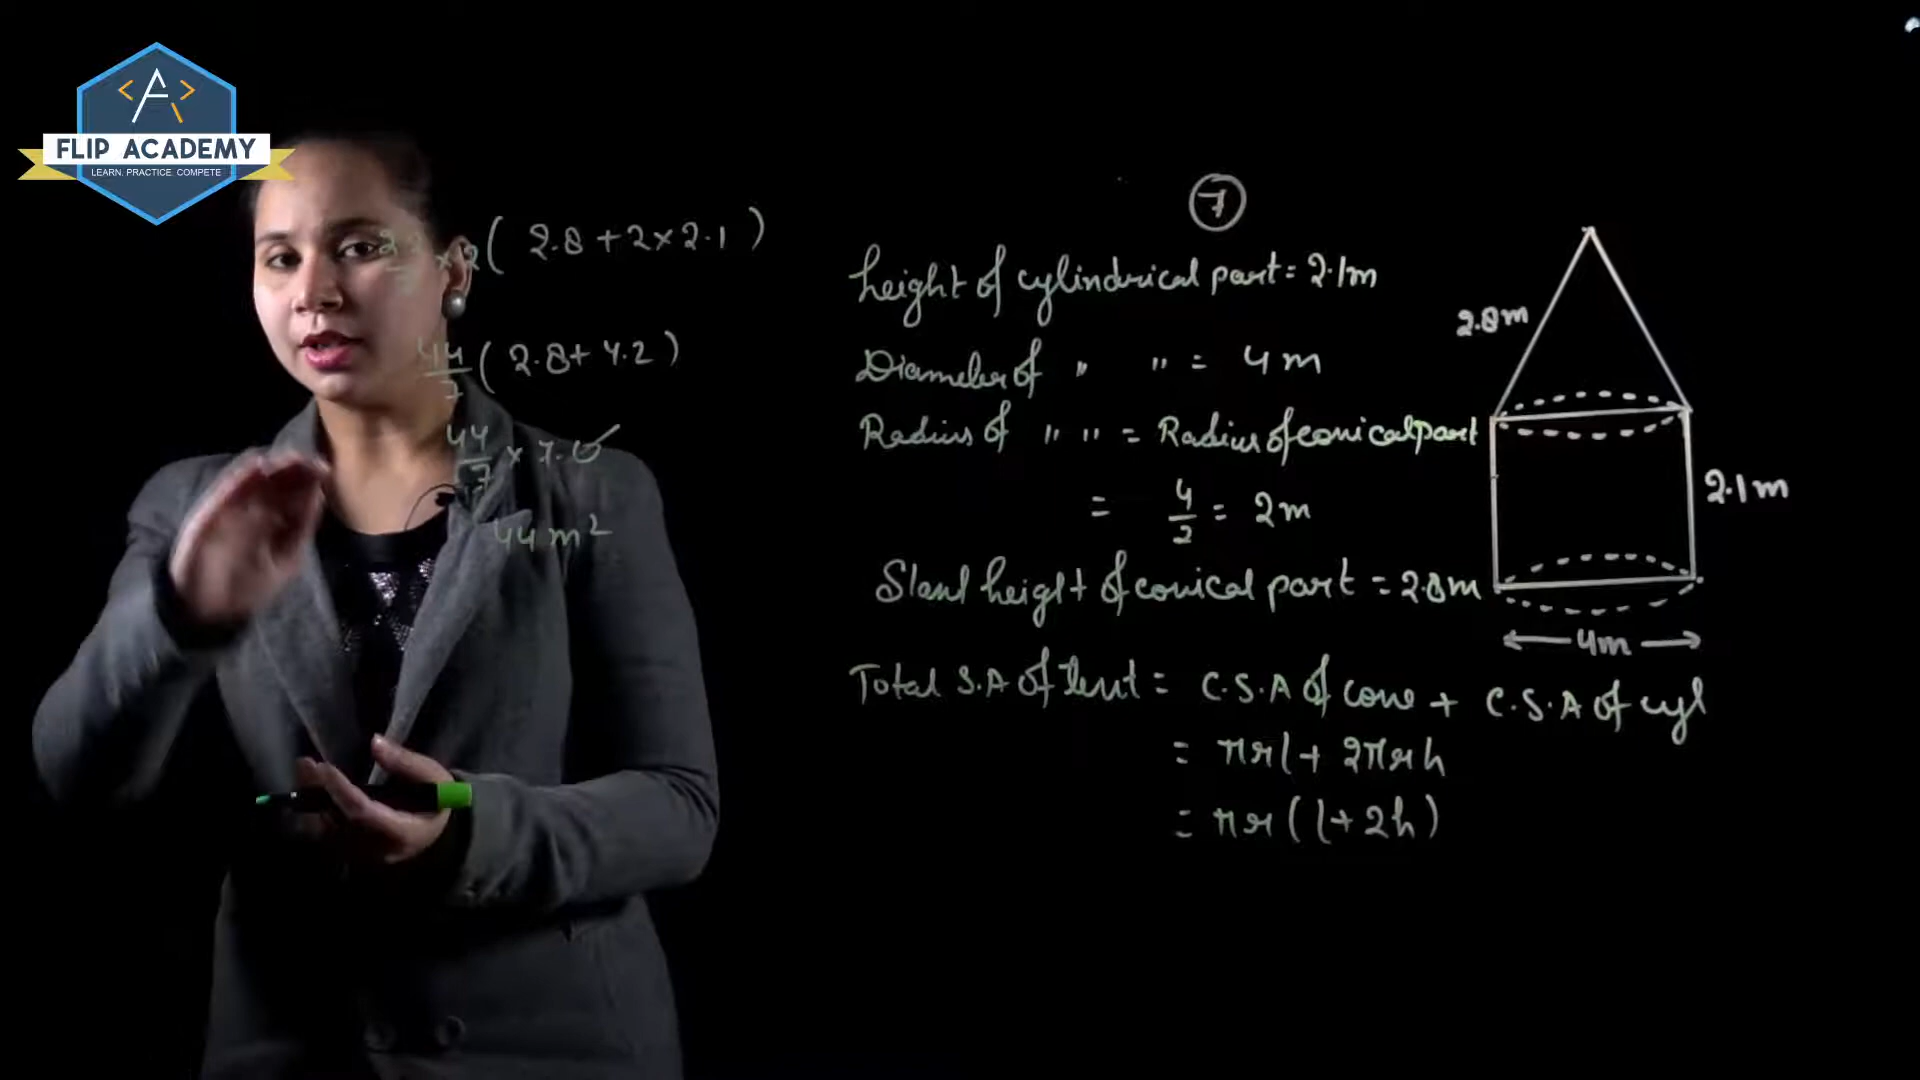 FLIP ACADEMY
LEARN. PRACTICE. COMPETE
×2( 2.8+2×2.1 )
44/7 ( 2.8+ 4.2 )
44/7 × 7.0
44 m²
7
height of cylindrical part = 2.1m
Diameter of " " = 4 m
Radius of " " = Radius of conical part
= 4/2 = 2m
Slant heigt of conical part = 2.8m
Total S.A of tent = C.S.A of cone + C.S.A of cyl
= πrl + 2πrh
= πr ( l+ 2h )
2.8m
2.1m
4m